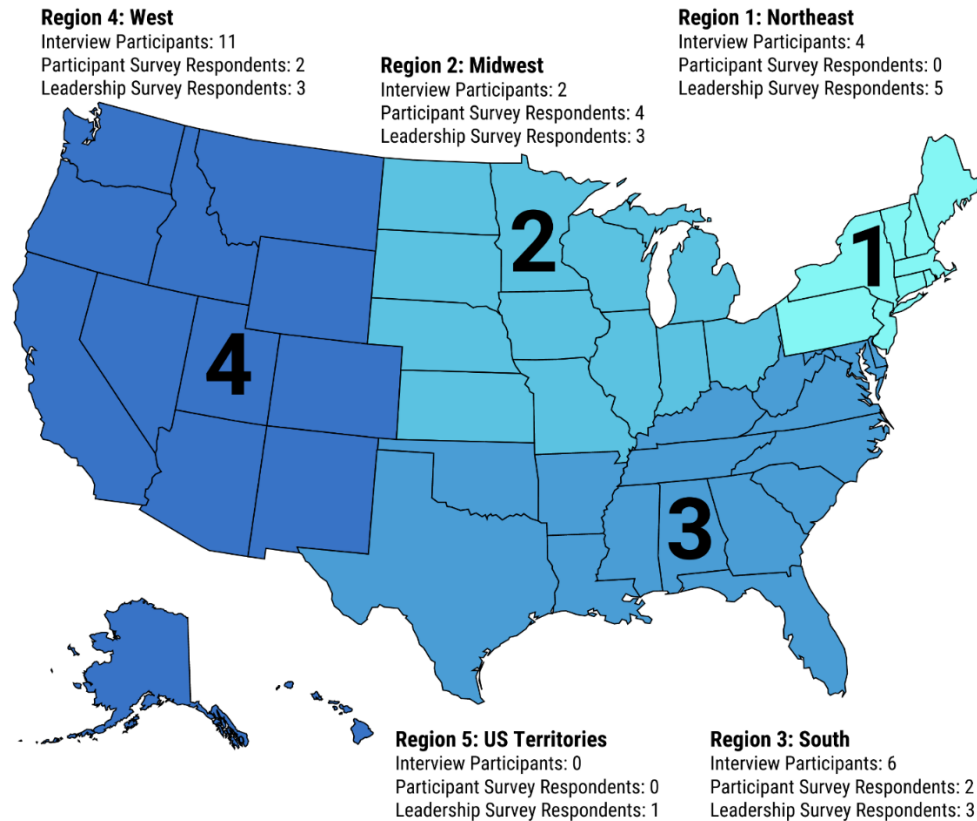 Region 4: West
Interview Participants: 11
Participant Survey Respondents: 2
Leadership Survey Respondents: 3
Region 2: Midwest
Interview Participants: 2
Participant Survey Respondents: 4
Leadership Survey Respondents: 3
Region 1: Northeast
Interview Participants: 4
Participant Survey Respondents: 0
Leadership Survey Respondents: 5
2
1
4
3
Region 5: US Territories
Interview Participants: 0
Participant Survey Respondents: 0
Leadership Survey Respondents: 1
Region 3: South
Interview Participants: 6
Participant Survey Respondents: 2
Leadership Survey Respondents: 3